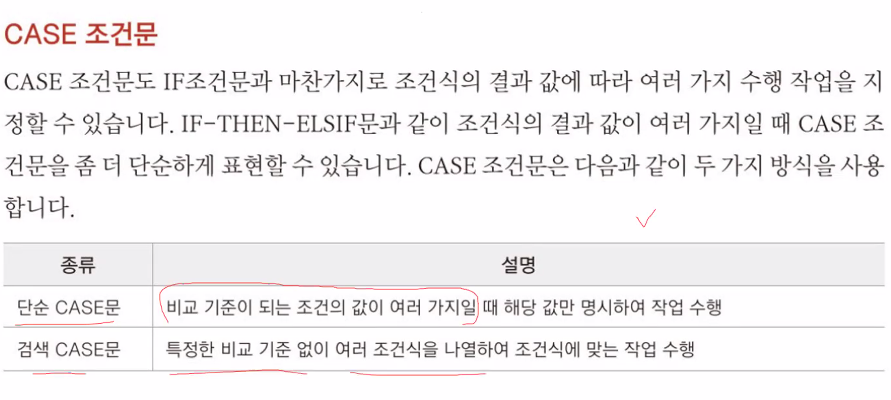 CASE 조건문
CASE 조건문도 IF조건문과 마찬가지로 조건식의 결과 값에 따라 여러 가지 수행 작업을 지
정할 수 있습니다. IF-THEN-ELSIF문과 같이 조건식의 결과 값이 여러 가지일 때 CASE 조
건문을 좀 더 단순하게 표현할 수 있습니다. CASE 조건문은 다음과 같이 두 가지 방식을 사용
합니다.
종류 설명
단순 CASE문 비교 기준이 되는 조건의 값이 여러 가지일 때 해당 값만 명시하여 작업 수행
검색 CASE문 특정한 비교 기준 없이 여러 조건식을 나열하여 조건식에 맞는 작업 수행